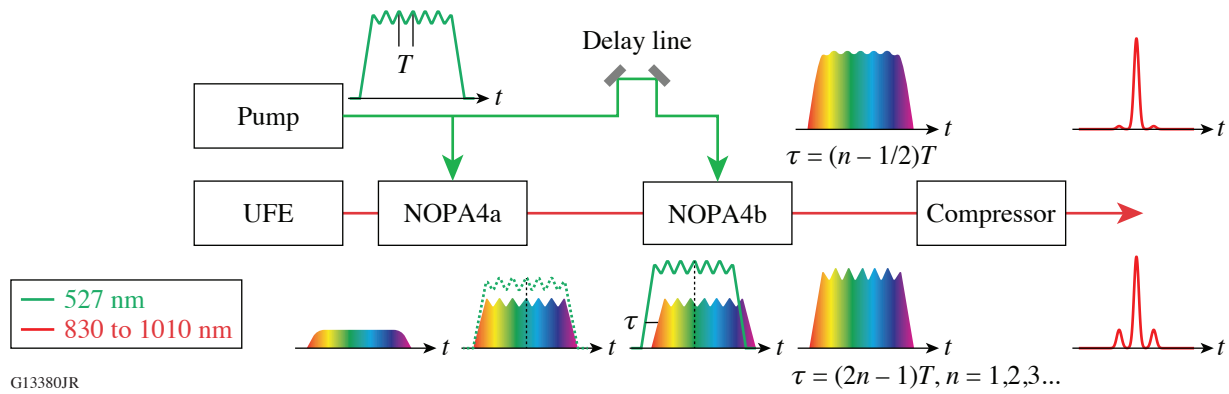 Delay line
T
t
Pump
t
t
τ = (n – 1/2)T
UFE
NOPA4a
NOPA4b
Compressor
527 nm
830 to 1010 nm
τ
t
t
t
t
t
τ = (2n – 1)T, n = 1,2,3...
G13380JR